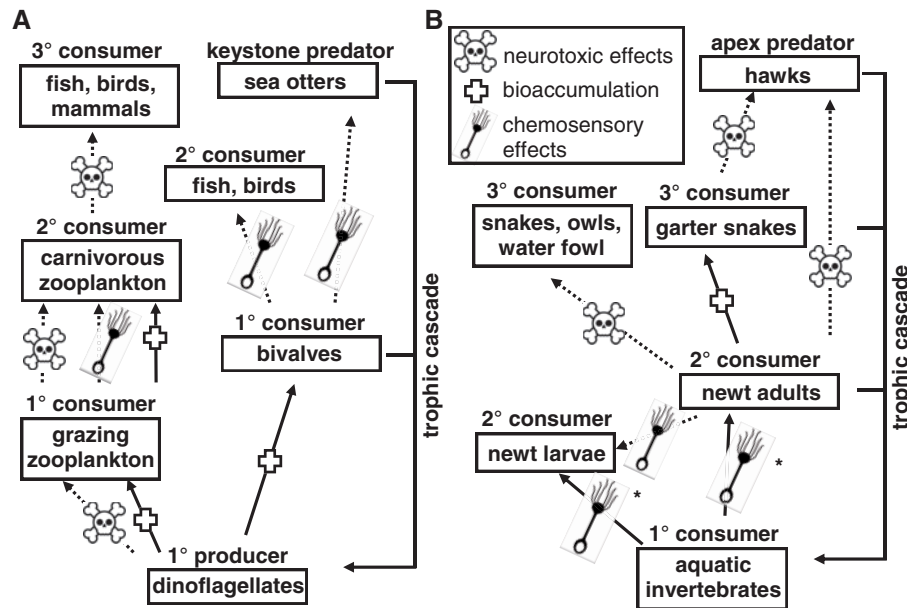 A
3° consumer
fish, birds,
mammals
keystone predator
sea otters
2° consumer
fish, birds
2° consumer
carnivorous
zooplankton
1° consumer
bivalves
1° consumer
grazing
zooplankton
1° producer
dinoflagellates
trophic cascade
B
neurotoxic effects
bioaccumulation
chemosensory
effects
apex predator
hawks
3° consumer
snakes, owls,
water fowl
3° consumer
garter snakes
2° consumer
newt adults
2° consumer
newt larvae
*
*
1° consumer
aquatic
invertebrates
trophic cascade